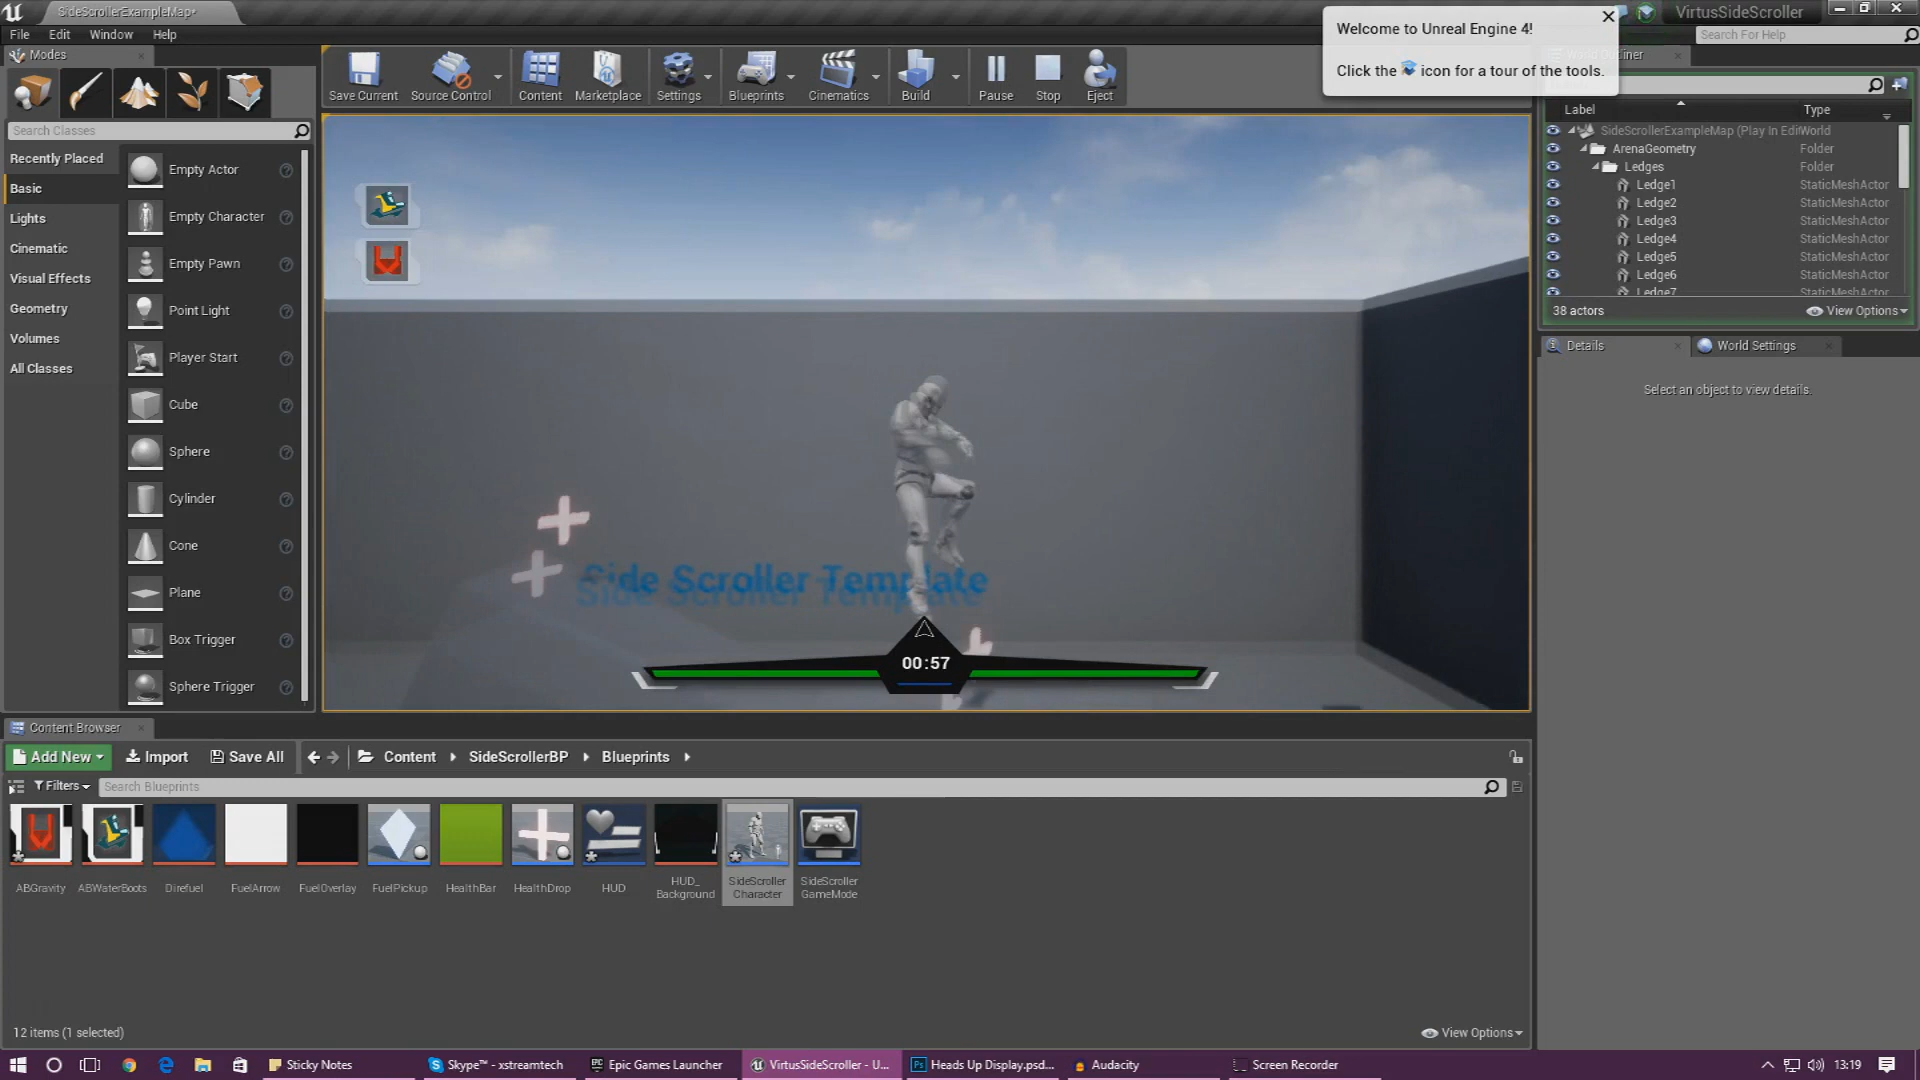 SideScrollerExampleMap*
VirtusSideScroller
File Edit Window Help
Search For Help
Welcome to Unreal Engine 4!
Click the icon for a tour of the tools.
Modes
Save Current
Source Control
Content
Marketplace
Settings
Blueprints
Cinematics
Build
Pause
Stop
Eject
Search Classes
Recently Placed
Basic
Lights
Cinematic
Visual Effects
Geometry
Volumes
All Classes
Empty Actor
Empty Character
Empty Pawn
Point Light
Player Start
Cube
Sphere
Cylinder
Cone
Plane
Box Trigger
Sphere Trigger
Side Scroller Template
Side Scroller Template
00:57
World Outliner
Label Type
SideScrollerExampleMap (Play In Edi World
ArenaGeometry Folder
Ledges Folder
Ledge1 StaticMeshActor
Ledge2 StaticMeshActor
Ledge3 StaticMeshActor
Ledge4 StaticMeshActor
Ledge5 StaticMeshActor
Ledge6 StaticMeshActor
Ledge7 StaticMeshActor
38 actors View Options
Details World Settings
Select an object to view details.
Content Browser
Add New Import Save All Content SideScrollerBP Blueprints
Filters Search Blueprints
ABGravity
ABWaterBoots
Direfuel
FuelArrow
FuelOverlay
FuelPickup
HealthBar
HealthDrop
HUD
HUD_
Background
SideScroller
Character
SideScroller
GameMode
12 items (1 selected) View Options
Sticky Notes
Skype™ - xstreamtech
Epic Games Launcher
VirtusSideScroller - U...
Heads Up Display.psd...
Audacity
Screen Recorder
13:19